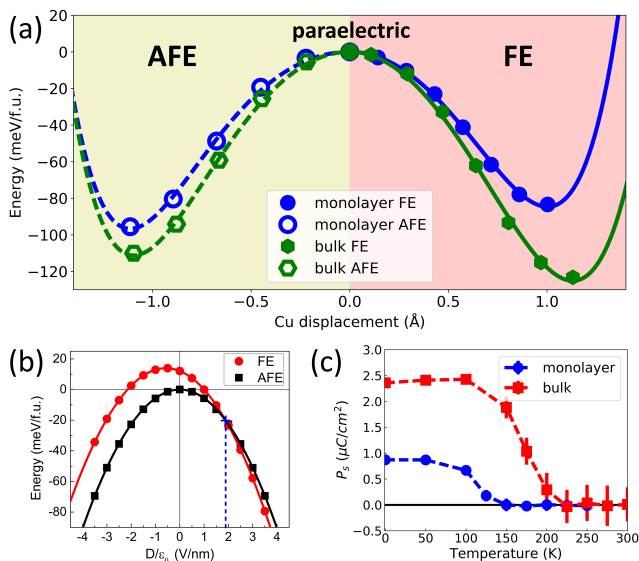 (a)
AFE
paraelectric
FE
20
0
−20
−40
−60
−80
−100
−120
Energy (meV/f.u.)
monolayer FE
monolayer AFE
bulk FE
bulk AFE
−1.0
−0.5
0.0
0.5
1.0
Cu displacement (Å)
(b)
FE
AFE
20
0
-20
-40
-60
-80
Energy (meV/f.u.)
-4
-3
-2
-1
0
1
2
3
4
D/ε₀ (V/nm)
(c)
monolayer
bulk
3.0
2.5
2.0
1.5
1.0
0.5
0.0
−0.5
P_S (μC/cm²)
0
50
100
150
200
250
300
Temperature (K)